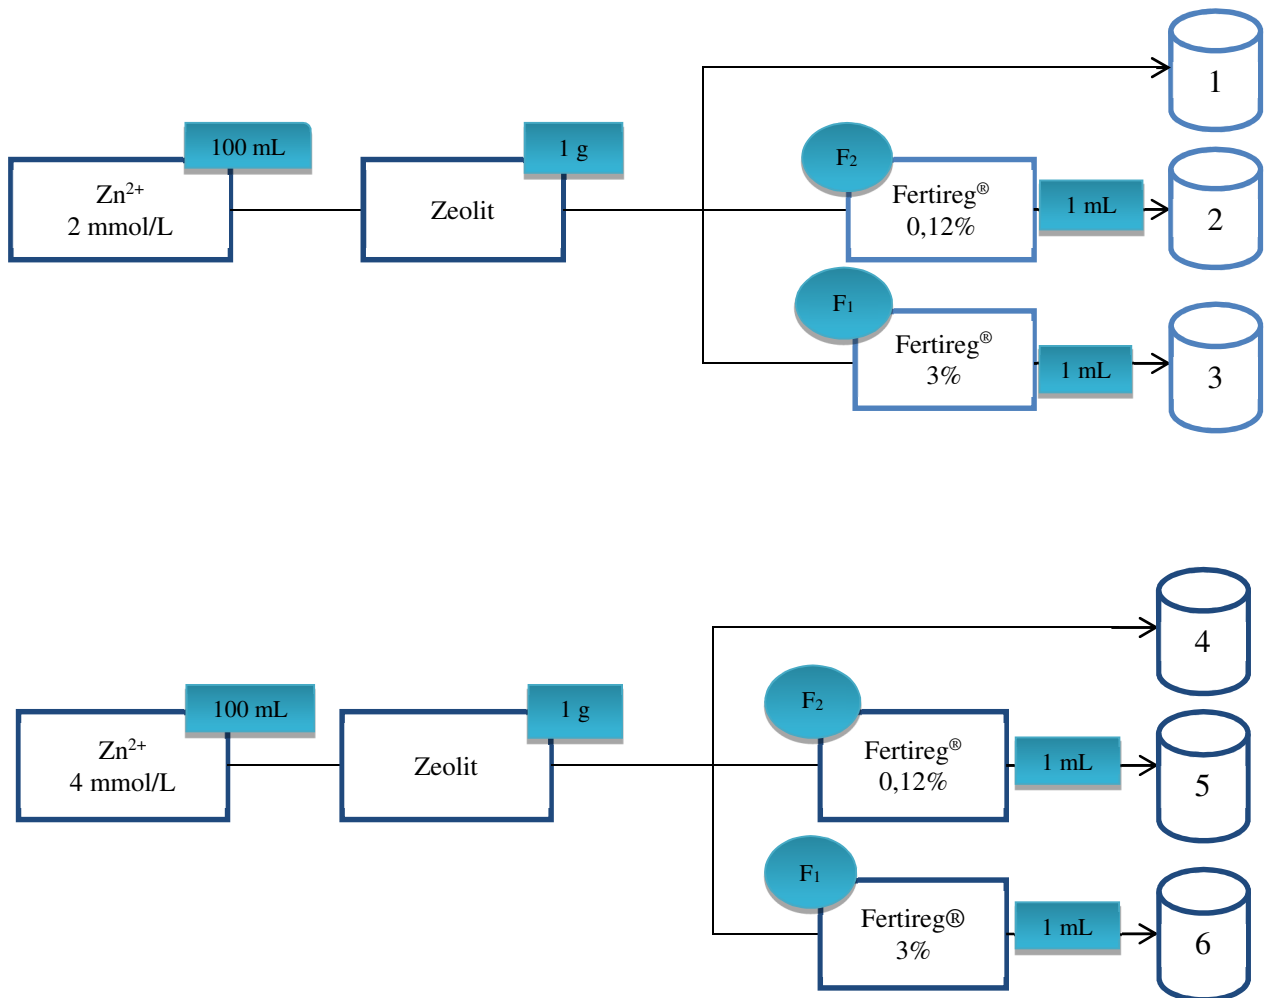 1
100 mL
1 g
Zn²⁺
2 mmol/L
Zeolit
F₂
Fertireg®
0,12%
1 mL
2
F₁
Fertireg®
3%
1 mL
3
4
100 mL
1 g
Zn²⁺
4 mmol/L
Zeolit
F₂
Fertireg®
0,12%
1 mL
5
F₁
Fertireg®
3%
1 mL
6